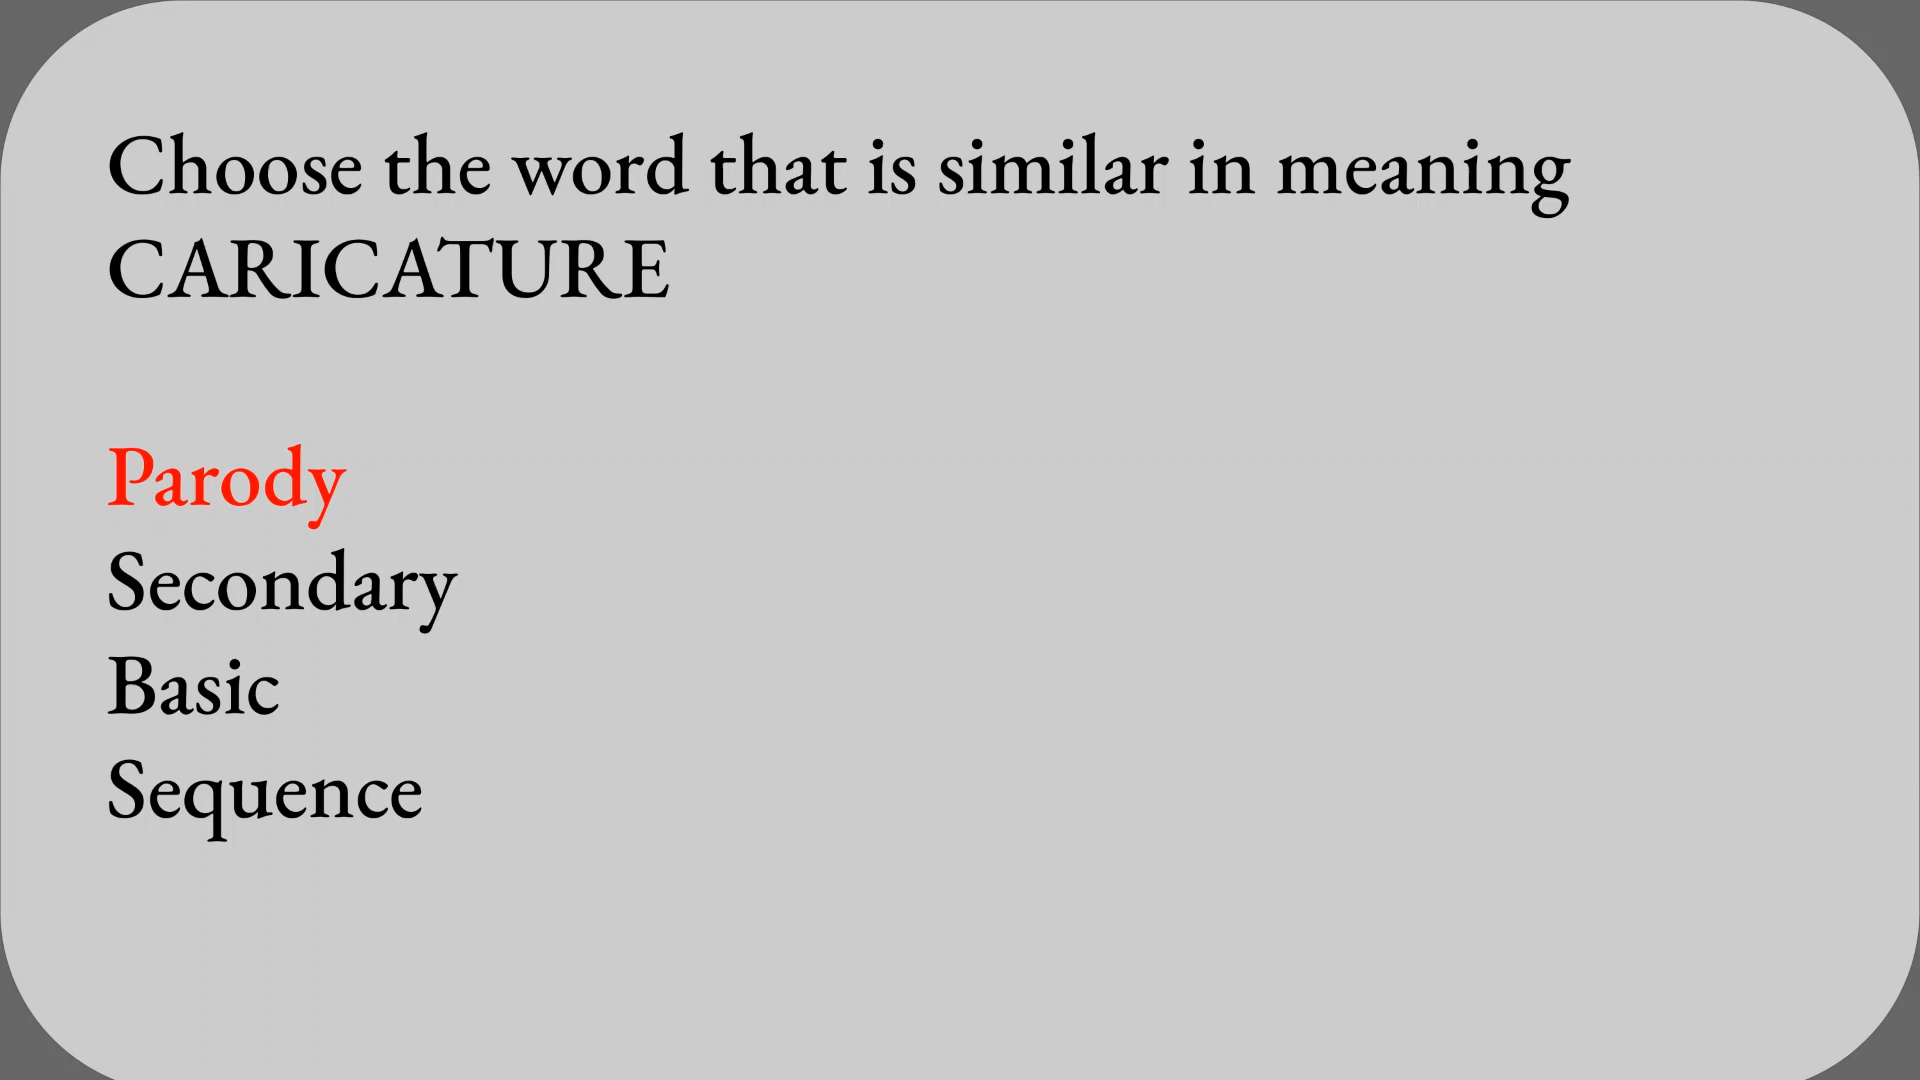 Choose the word that is similar in meaning
CARICATURE
Parody
Secondary
Basic
Sequence